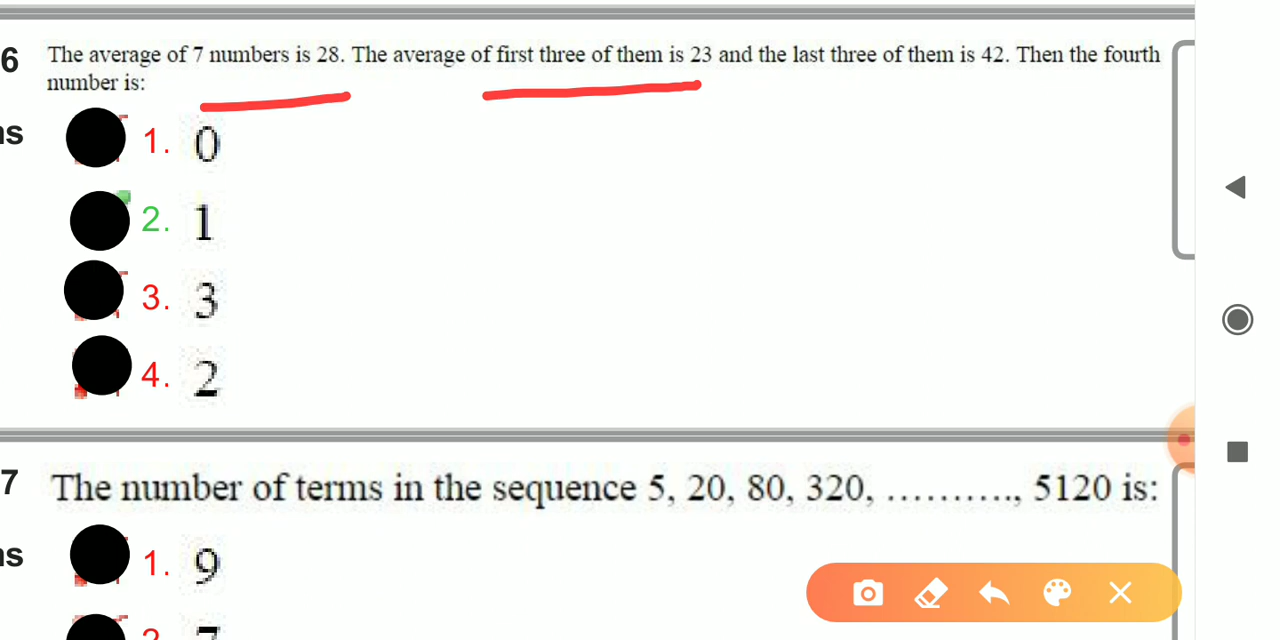 6
The average of 7 numbers is 28. The average of first three of them is 23 and the last three of them is 42. Then the fourth
number is:
ns
1. 0
2. 1
3. 3
4. 2
7
The number of terms in the sequence 5, 20, 80, 320, ………., 5120 is:
ns
1. 9
2. 7